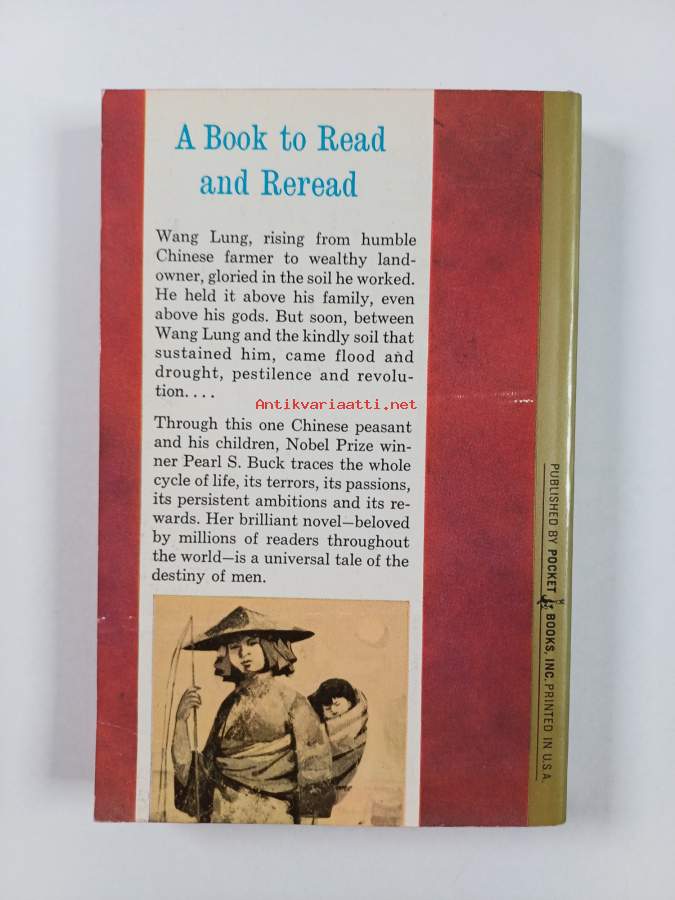 A Book to Read
and Reread
Wang Lung, rising from humble
Chinese farmer to wealthy land-
owner, gloried in the soil he worked.
He held it above his family, even
above his gods. But soon, between
Wang Lung and the kindly soil that
sustained him, came flood and
drought, pestilence and revolu-
tion....
Antikvariaatti.net
Through this one Chinese peasant
and his children, Nobel Prize win-
ner Pearl S. Buck traces the whole
cycle of life, its terrors, its passions,
its persistent ambitions and its re-
wards. Her brilliant novel—beloved
by millions of readers throughout
the world—is a universal tale of the
destiny of men.
PUBLISHED BY POCKET BOOKS, INC. PRINTED IN U.S.A.